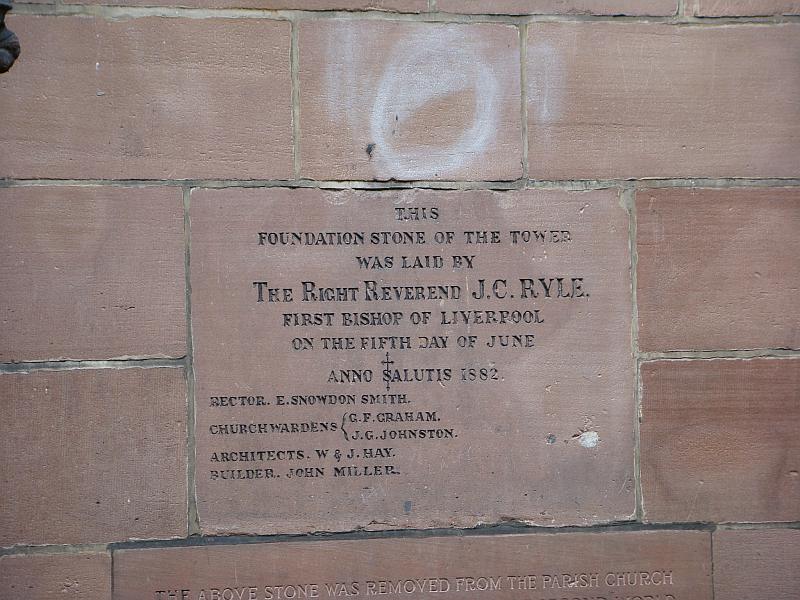 THIS
FOUNDATION STONE OF THE TOWER
WAS LAID BY
THE RIGHT REVEREND J.C. RYLE.
FIRST BISHOP OF LIVERPOOL
ON THE FIFTH DAY OF JUNE
ANNO SALUTIS 1882.
RECTOR. E. SNOWDON SMITH.
CHURCHWARDENS { G.F. GRAHAM.
J.G. JOHNSTON.
ARCHITECTS. W & J. HAY.
BUILDER. JOHN MILLER.
THE ABOVE STONE WAS REMOVED FROM THE PARISH CHURCH
SECOND WORLD